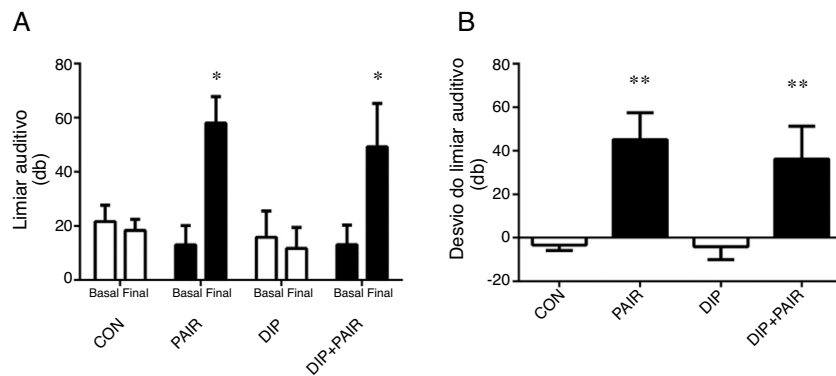 A
Limiar auditivo
(db)
80
60
40
20
0
*
*
Basal Final
Basal Final
Basal Final
Basal Final
CON
PAIR
DIP
DIP+PAIR
B
Desvio do limiar auditivo
(db)
80
60
40
20
0
-20
**
**
CON
PAIR
DIP
DIP+PAIR